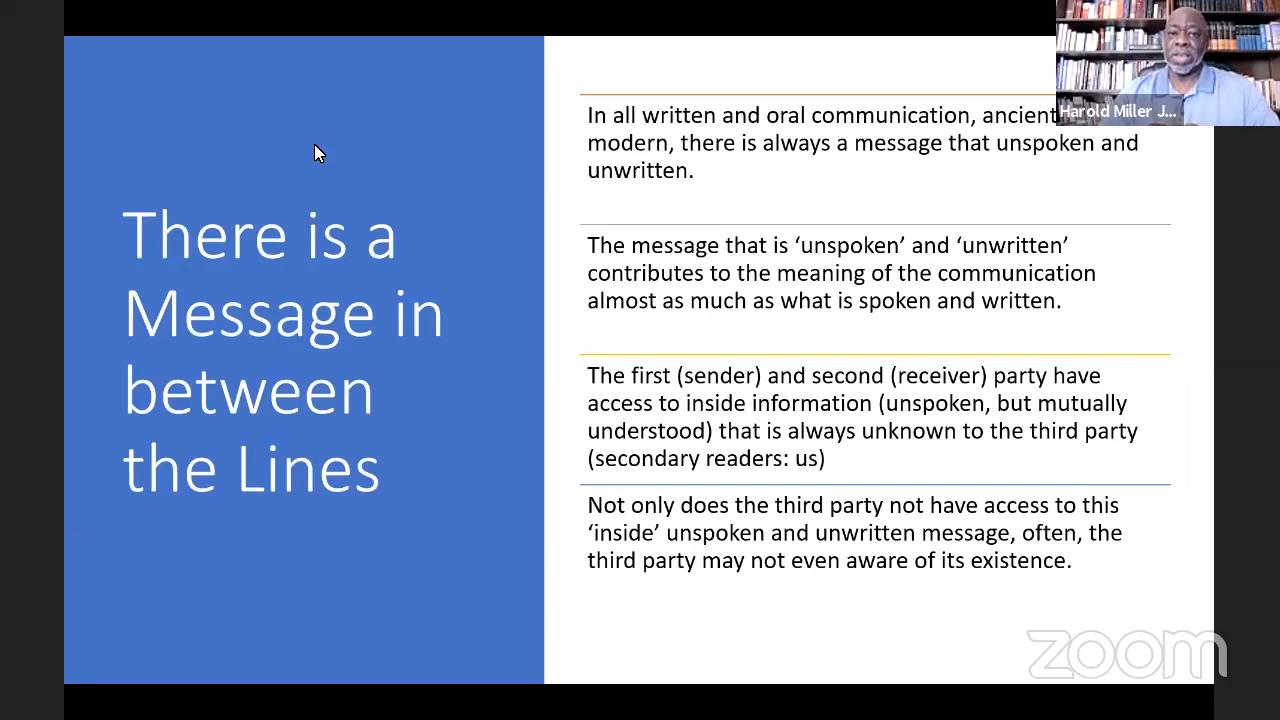 There is a
Message in
between
the Lines
In all written and oral communication, ancient
modern, there is always a message that unspoken and
unwritten.
The message that is ‘unspoken’ and ‘unwritten’
contributes to the meaning of the communication
almost as much as what is spoken and written.
The first (sender) and second (receiver) party have
access to inside information (unspoken, but mutually
understood) that is always unknown to the third party
(secondary readers: us)
Not only does the third party not have access to this
‘inside’ unspoken and unwritten message, often, the
third party may not even aware of its existence.
Harold Miller J...
zoom